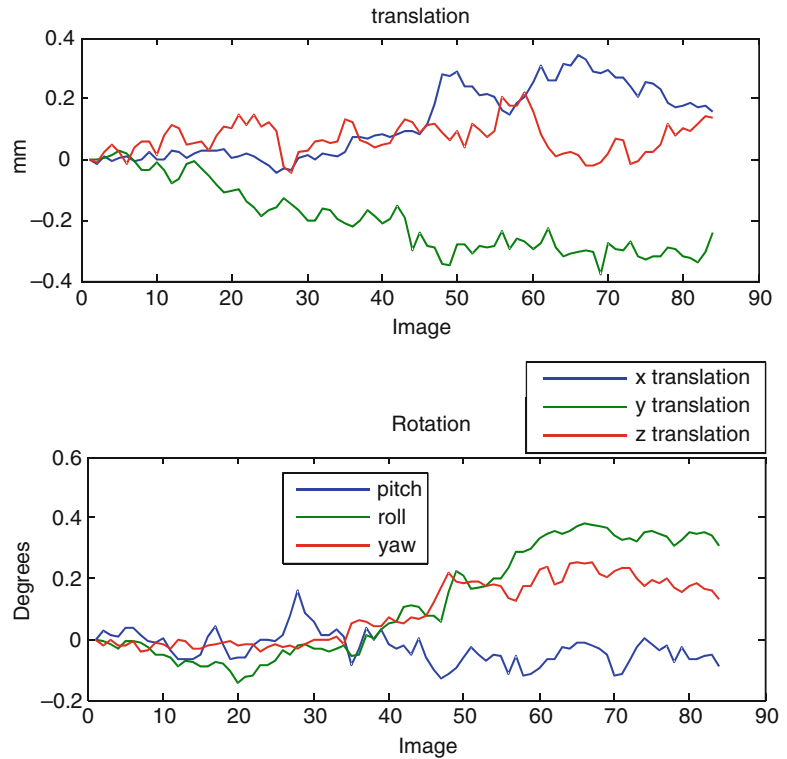 translation
0.4
0.2
0
−0.2
−0.4
mm
0 10 20 30 40 50 60 70 80 90
Image
x translation
y translation
z translation
Rotation
0.6
0.4
0.2
0
−0.2
Degrees
pitch
roll
yaw
0 10 20 30 40 50 60 70 80 90
Image